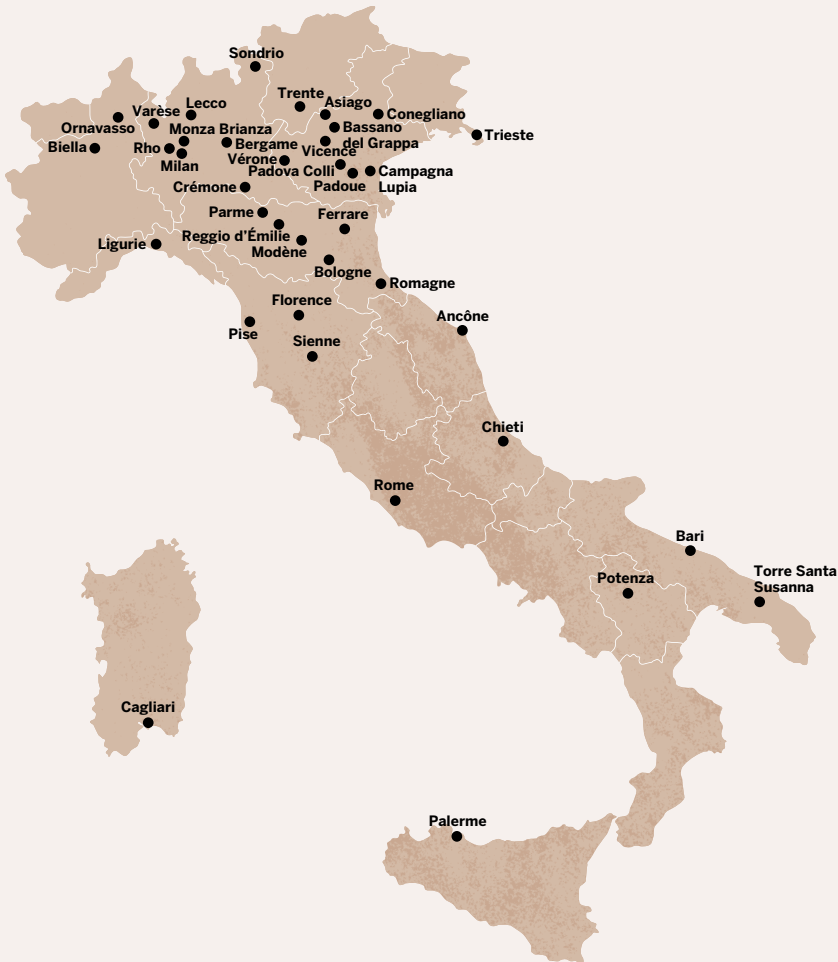 Sondrio
Trente
Asiago
Lecco
Varèse
Conegliano
Ornavasso
Monza Brianza
Bassano
del Grappa
Trieste
Biella
Rho
Bergame
Vicence
Milan
Vérone
Padova Colli
Campagna
Lupia
Crémone
Padoue
Parme
Ferrare
Reggio d’Émilie
Ligurie
Modène
Bologne
Romagne
Florence
Ancône
Pise
Sienne
Chieti
Rome
Bari
Torre Santa
Susanna
Potenza
Cagliari
Palerme